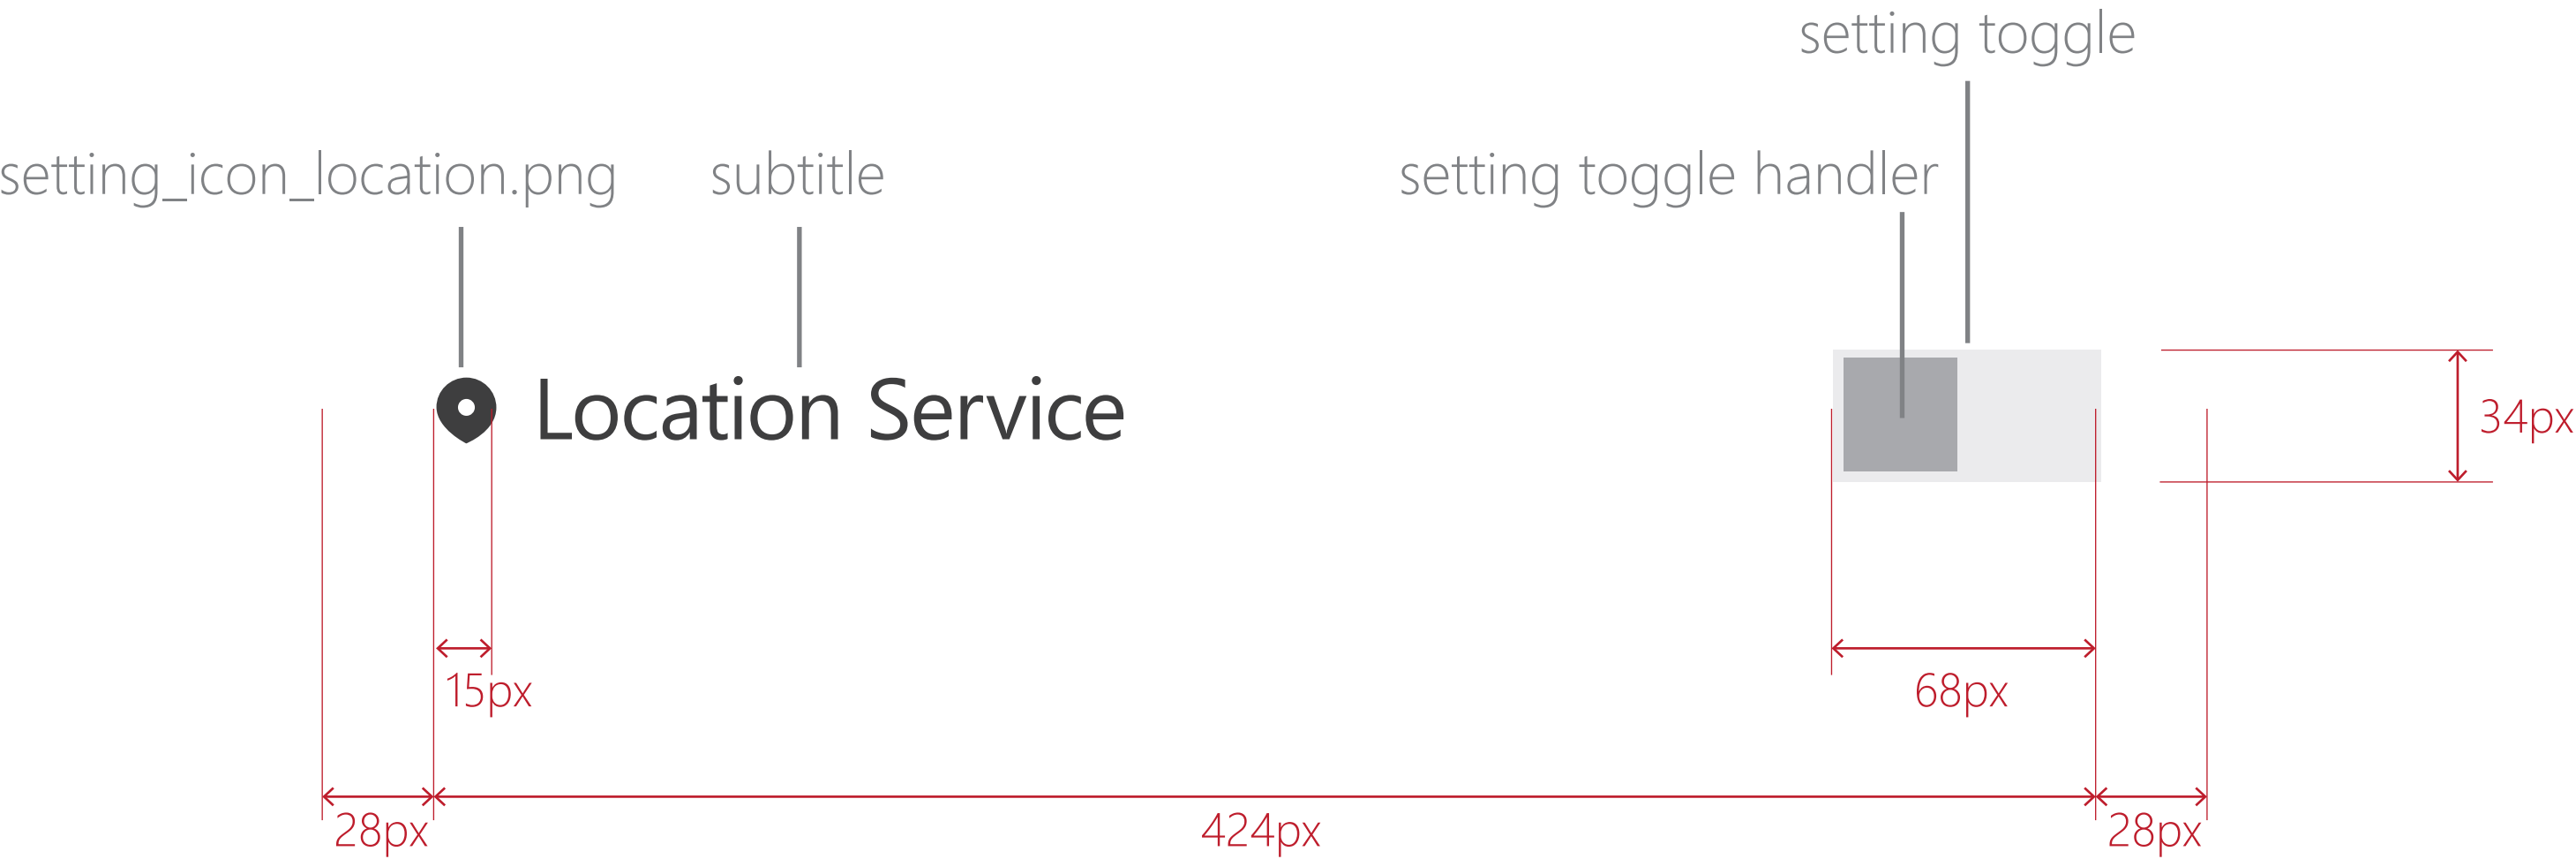 setting toggle
setting_icon_location.png
subtitle
setting toggle handler
Location Service
34px
15px
68px
28px
424px
28px